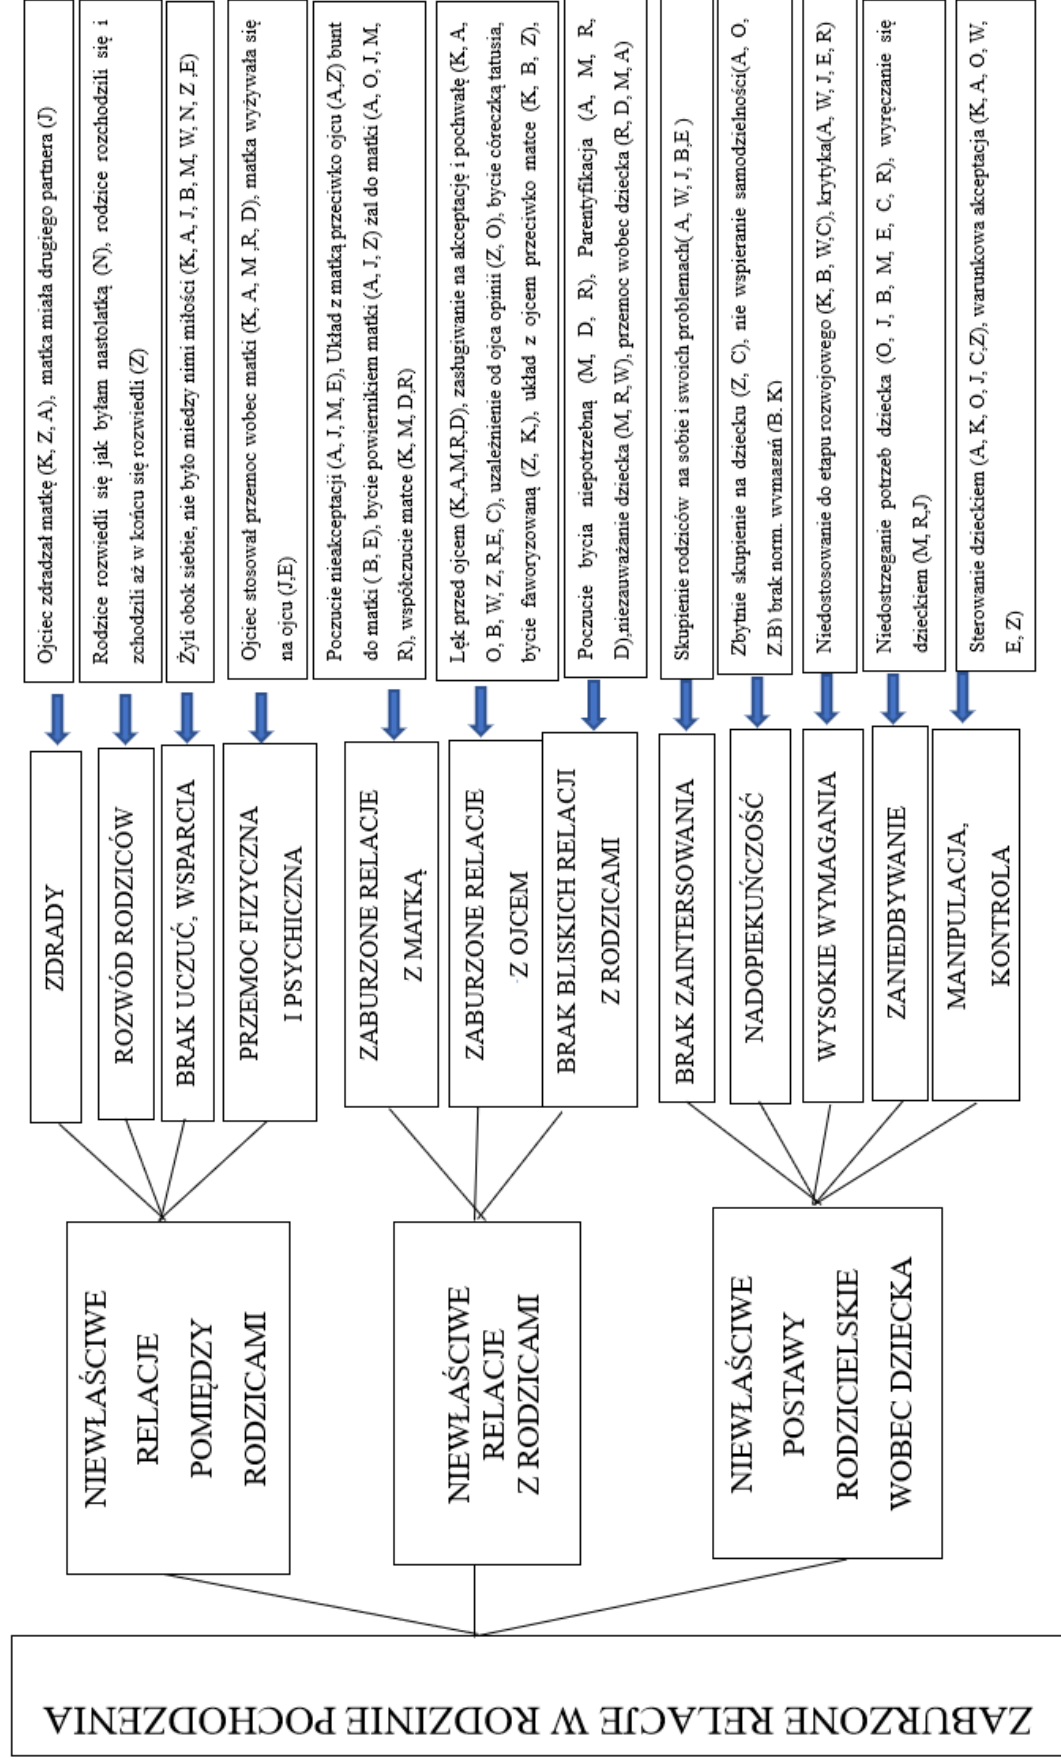 ZABURZONE RELACJE W RODZINIE POCHODZENIA
NIEWŁAŚCIWE
RELACJE
POMIĘDZY
RODZICAMI
ZDRADY
Ojciec zdradzał matkę (K, Z, A), matka miała drugiego partnera (J)
ROZWÓD RODZICÓW
Rodzice rozwiedli się jak byłam nastolatką (N), rodzice rozchodzili się i
zchodzili aż w końcu się rozwiedli (Z)
BRAK UCZUĆ, WSPARCIA
Żyli obok siebie, nie było miedzy nimi miłości (K, A, J, B, M, W, N, Z ,E)
PRZEMOC FIZYCZNA
I PSYCHICZNA
Ojciec stosował przemoc wobec matki (K, A, M ,R, D), matka wyżywała się
na ojcu (J,E)
NIEWŁAŚCIWE
RELACJE
Z RODZICAMI
ZABURZONE RELACJE
Z MATKĄ
Poczucie nieakceptacji (A, J, M, E), Układ z matką przeciwko ojcu (A,Z) bunt
do matki ( B, E), bycie powiernikiem matki (A, J, Z) żal do matki (A, O, J, M,
R), współczucie matce (K, M, D,R)
ZABURZONE RELACJE
Z OJCEM
Lęk przed ojcem (K,A,M,R,D), zasługiwanie na akceptację i pochwałę (K, A,
O, B, W, Z, R,E, C), uzależnienie od ojca opinii (Z, O), bycie córeczką tatusia,
bycie faworyzowaną (Z, K,), układ z ojcem przeciwko matce (K, B, Z),
BRAK BLISKICH RELACJI
Z RODZICAMI
Poczucie bycia niepotrzebną (M, D, R), Parentyfikacja (A, M, R,
D),niezauważanie dziecka (M, R,W), przemoc wobec dziecka (R, D, M, A)
NIEWŁAŚCIWE
POSTAWY
RODZICIELSKIE
WOBEC DZIECKA
BRAK ZAINTERSOWANIA
Skupienie rodziców na sobie i swoich problemach( A, W, J, B,E )
NADOPIEKUŃCZOŚĆ
Zbytnie skupienie na dziecku (Z, C), nie wspieranie samodzielności(A, O,
Z,B) brak norm. wymagań (B. K)
WYSOKIE WYMAGANIA
Niedostosowanie do etapu rozwojowego (K, B, W,C), krytyka(A, W, J, E, R)
ZANIEDBYWANIE
Niedostrzeganie potrzeb dziecka (O, J, B, M, E, C, R), wyręczanie się
dzieckiem (M, R,J)
MANIPULACJA,
KONTROLA
Sterowanie dzieckiem (A, K, O, J, C,Z), warunkowa akceptacja (K, A, O, W,
E, Z)